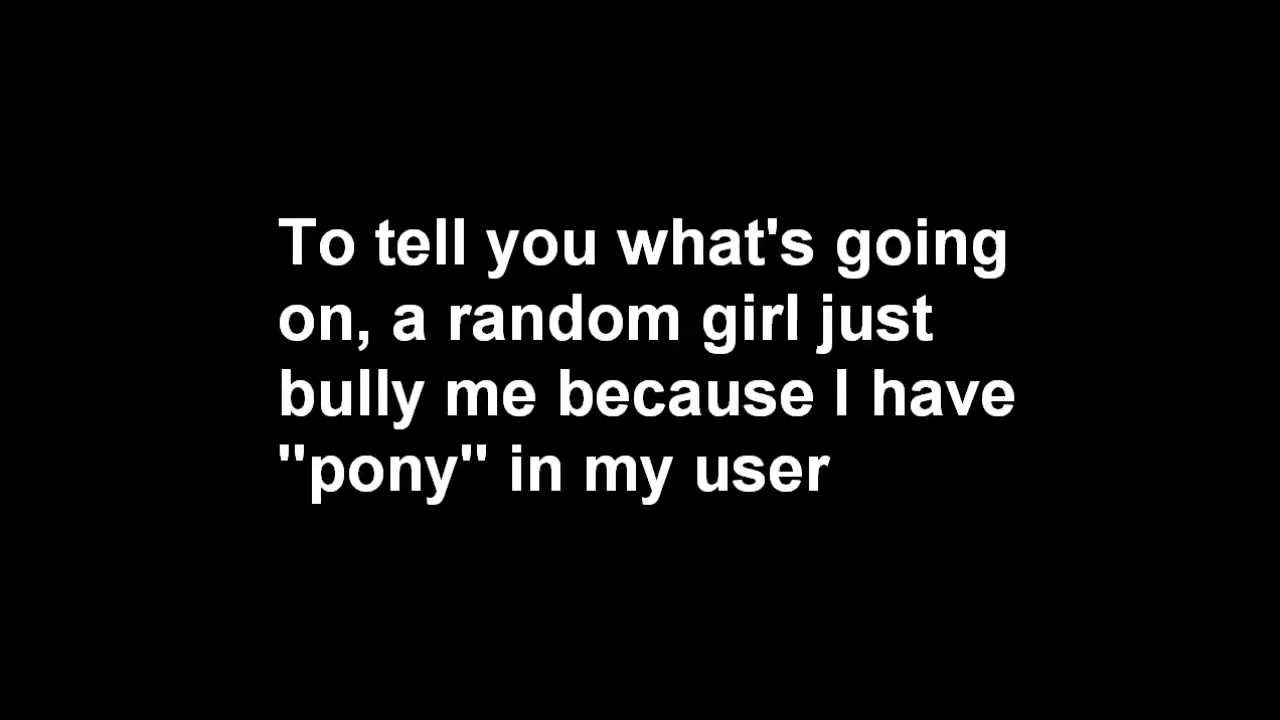 To tell you what's going
on, a random girl just
bully me because I have
"pony" in my user